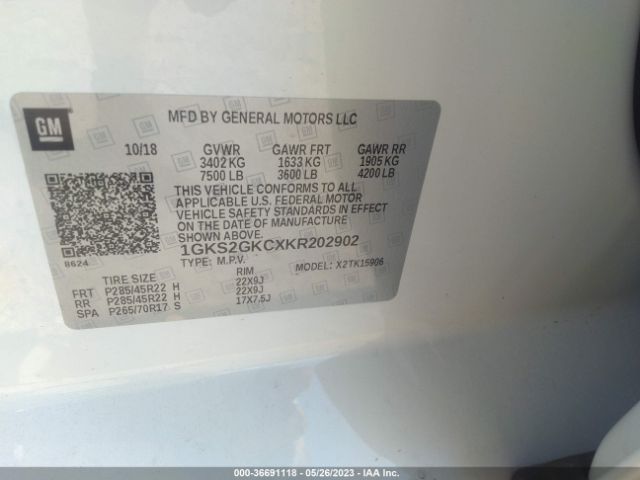 GM
MFD BY GENERAL MOTORS LLC
10/18 GVWR GAWR FRT GAWR RR
3402 KG 1633 KG 1905 KG
7500 LB 3600 LB 4200 LB
THIS VEHICLE CONFORMS TO ALL
APPLICABLE U.S. FEDERAL MOTOR
VEHICLE SAFETY STANDARDS IN EFFECT
ON THE DATE OF MANUFACTURE
SHOWN ABOVE.
1GKS2GKCXKR202902
8624
TYPE: M.P.V. MODEL: X2TK15906
TIRE SIZE RIM
FRT P285/45R22 H 22X9J
RR P285/45R22 H 22X9J
SPA P265/70R17 S 17X7.5J
000-36691118 - 05/26/2023 - IAA Inc.